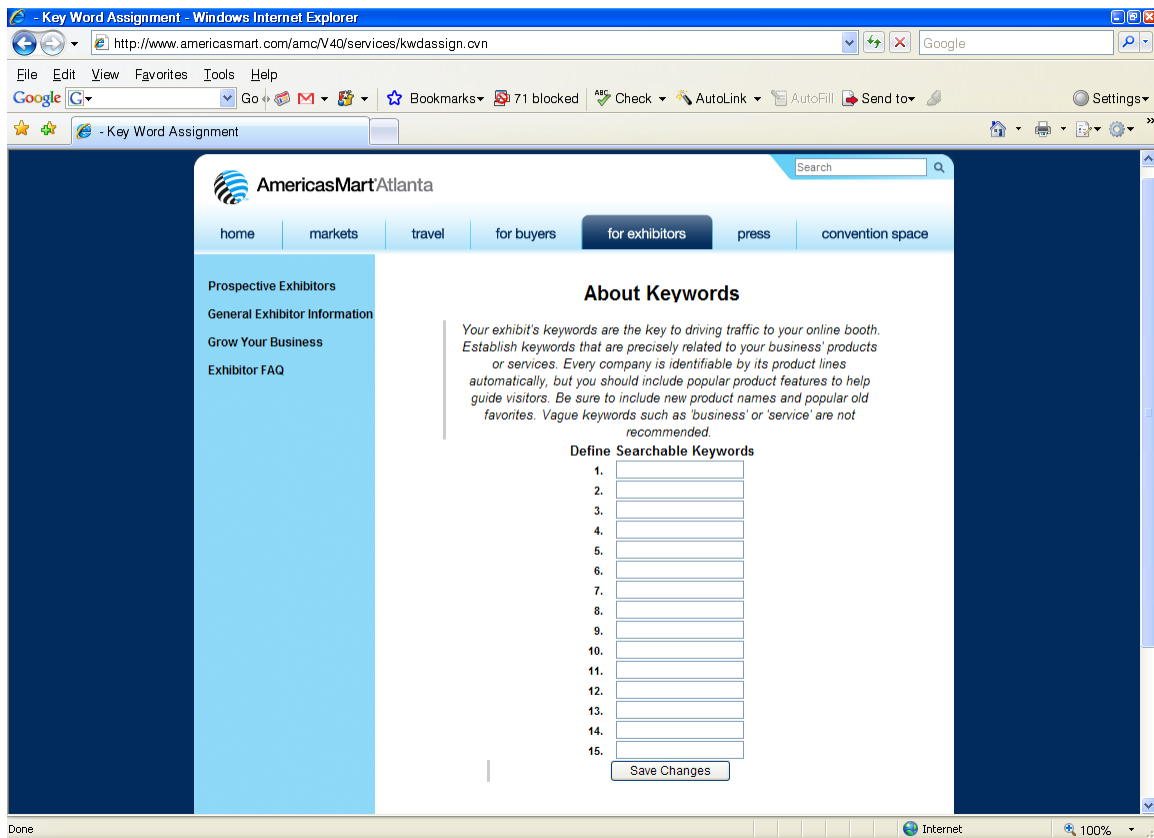 - Key Word Assignment - Windows Internet Explorer
http://www.americasmart.com/amc/V40/services/kwdassign.cvn
Google
File Edit View Favorites Tools Help
Google G Go Bookmarks 71 blocked ABC Check AutoLink AutoFill Send to Settings
- Key Word Assignment
Search
AmericasMart Atlanta
home markets travel for buyers for exhibitors press convention space
Prospective Exhibitors
General Exhibitor Information
Grow Your Business
Exhibitor FAQ
About Keywords
Your exhibit's keywords are the key to driving traffic to your online booth.
Establish keywords that are precisely related to your business' products
or services. Every company is identifiable by its product lines
automatically, but you should include popular product features to help
guide visitors. Be sure to include new product names and popular old
favorites. Vague keywords such as 'business' or 'service' are not
recommended.
Define Searchable Keywords
1.
2.
3.
4.
5.
6.
7.
8.
9.
10.
11.
12.
13.
14.
15.
Save Changes
Done Internet 100%